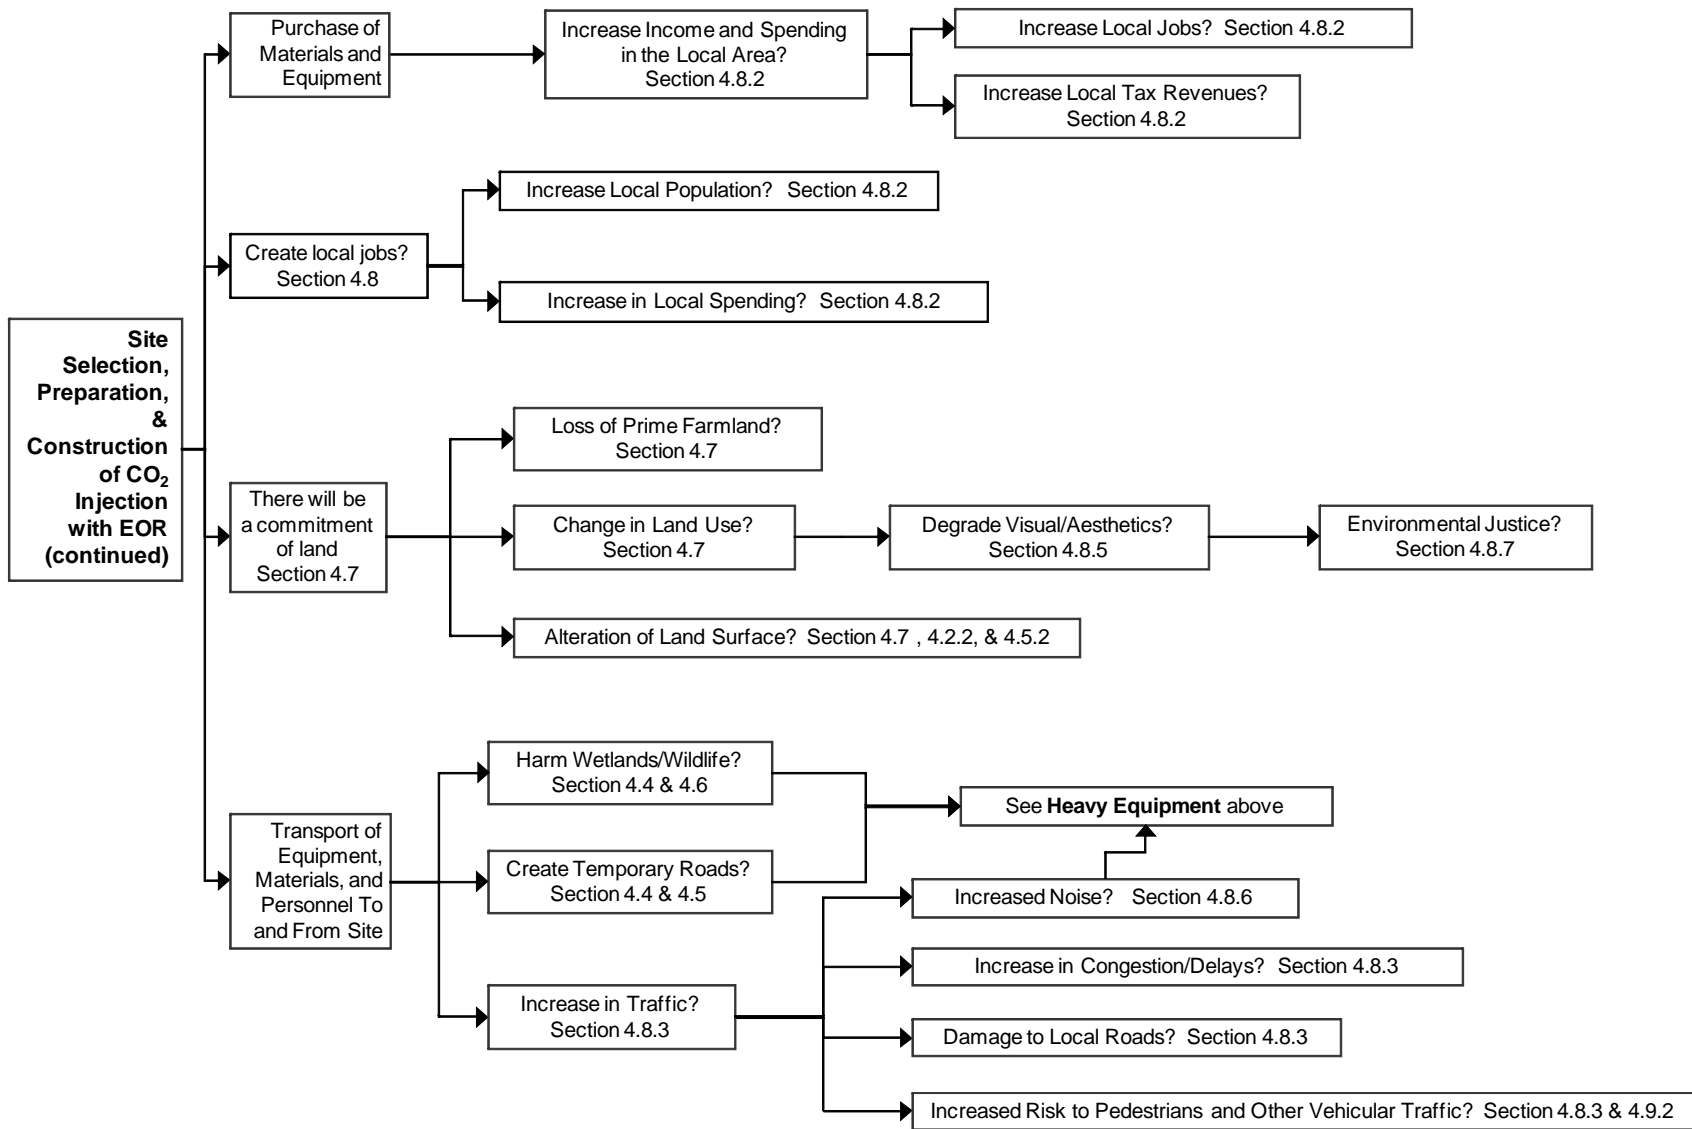 Site
Selection,
Preparation,
&
Construction
of CO₂
Injection
with EOR
(continued)
Purchase of
Materials and
Equipment
Increase Income and Spending
in the Local Area?
Section 4.8.2
Increase Local Jobs? Section 4.8.2
Increase Local Tax Revenues?
Section 4.8.2
Create local jobs?
Section 4.8
Increase Local Population? Section 4.8.2
Increase in Local Spending? Section 4.8.2
There will be
a commitment
of land
Section 4.7
Loss of Prime Farmland?
Section 4.7
Change in Land Use?
Section 4.7
Degrade Visual/Aesthetics?
Section 4.8.5
Environmental Justice?
Section 4.8.7
Alteration of Land Surface? Section 4.7 , 4.2.2, & 4.5.2
Transport of
Equipment,
Materials, and
Personnel To
and From Site
Harm Wetlands/Wildlife?
Section 4.4 & 4.6
Create Temporary Roads?
Section 4.4 & 4.5
See Heavy Equipment above
Increase in Traffic?
Section 4.8.3
Increased Noise? Section 4.8.6
Increase in Congestion/Delays? Section 4.8.3
Damage to Local Roads? Section 4.8.3
Increased Risk to Pedestrians and Other Vehicular Traffic? Section 4.8.3 & 4.9.2